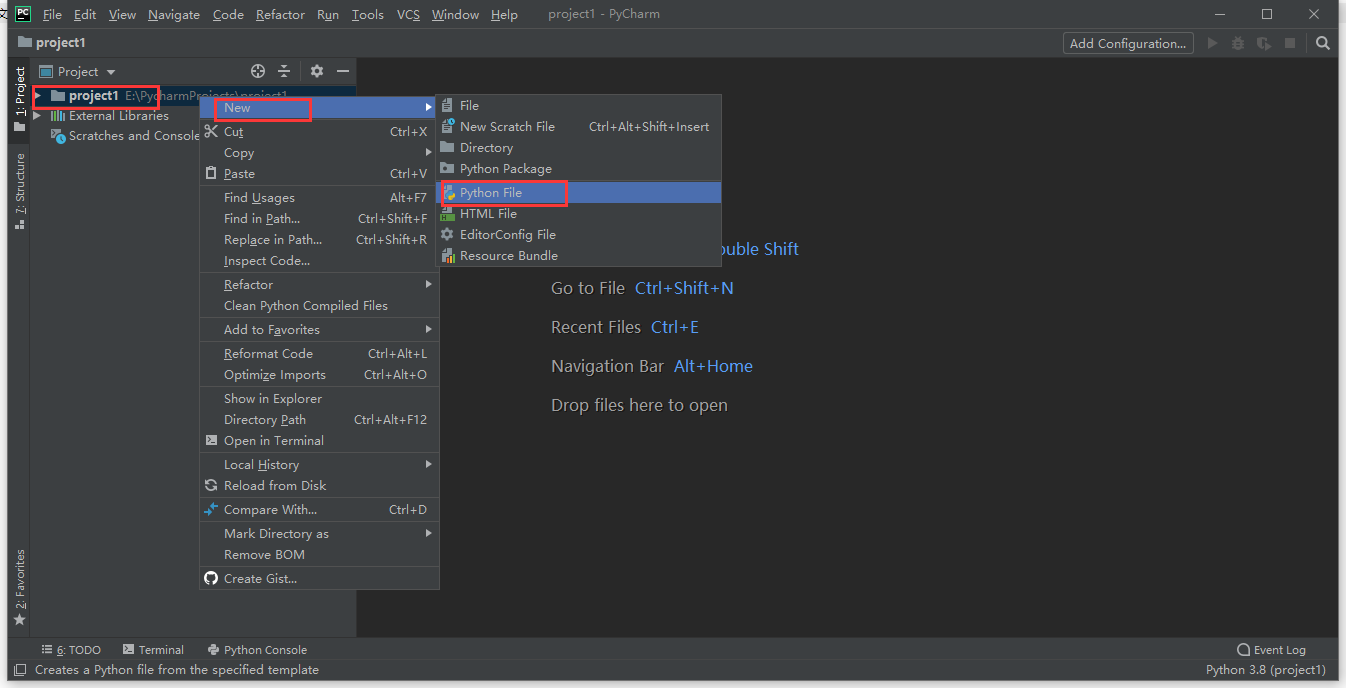 PC File Edit View Navigate Code Refactor Run Tools VCS Window Help project1 - PyCharm
project1
Add Configuration...
Project
1: Project
7: Structure
2: Favorites
project1 E:\PycharmProjects\project1
External Libraries
Scratches and Console
New
Cut Ctrl+X
Copy
Paste Ctrl+V
Find Usages Alt+F7
Find in Path... Ctrl+Shift+F
Replace in Path... Ctrl+Shift+R
Inspect Code...
Refactor
Clean Python Compiled Files
Add to Favorites
Reformat Code Ctrl+Alt+L
Optimize Imports Ctrl+Alt+O
Show in Explorer
Directory Path Ctrl+Alt+F12
Open in Terminal
Local History
Reload from Disk
Compare With... Ctrl+D
Mark Directory as
Remove BOM
Create Gist...
File
New Scratch File Ctrl+Alt+Shift+Insert
Directory
Python Package
Python File
HTML File
EditorConfig File
Resource Bundle
ouble Shift
Go to File Ctrl+Shift+N
Recent Files Ctrl+E
Navigation Bar Alt+Home
Drop files here to open
6: TODO Terminal Python Console Event Log
Creates a Python file from the specified template Python 3.8 (project1)